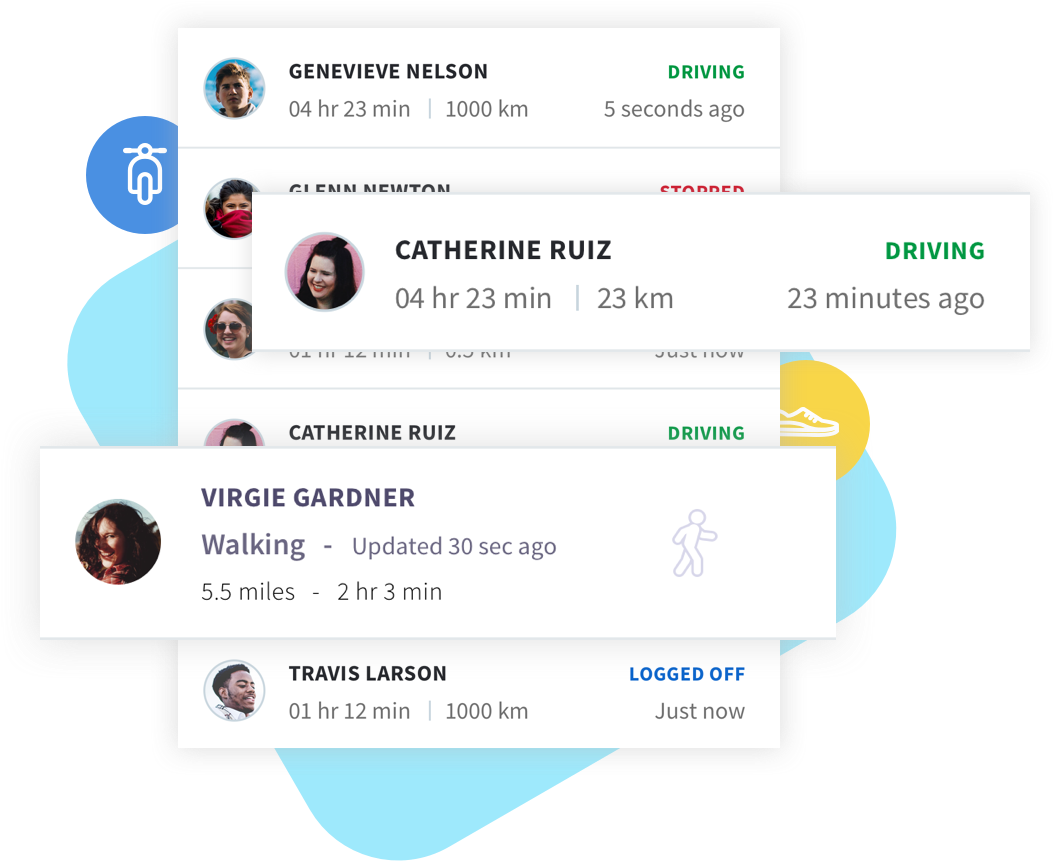 GENEVIEVE NELSON DRIVING
04 hr 23 min | 1000 km 5 seconds ago
GLENN NEWTON STOPPED
CATHERINE RUIZ DRIVING
04 hr 23 min | 23 km 23 minutes ago
01 hr 12 min | 0.5 km Just now
CATHERINE RUIZ DRIVING
VIRGIE GARDNER
Walking - Updated 30 sec ago
5.5 miles - 2 hr 3 min
TRAVIS LARSON LOGGED OFF
01 hr 12 min | 1000 km Just now